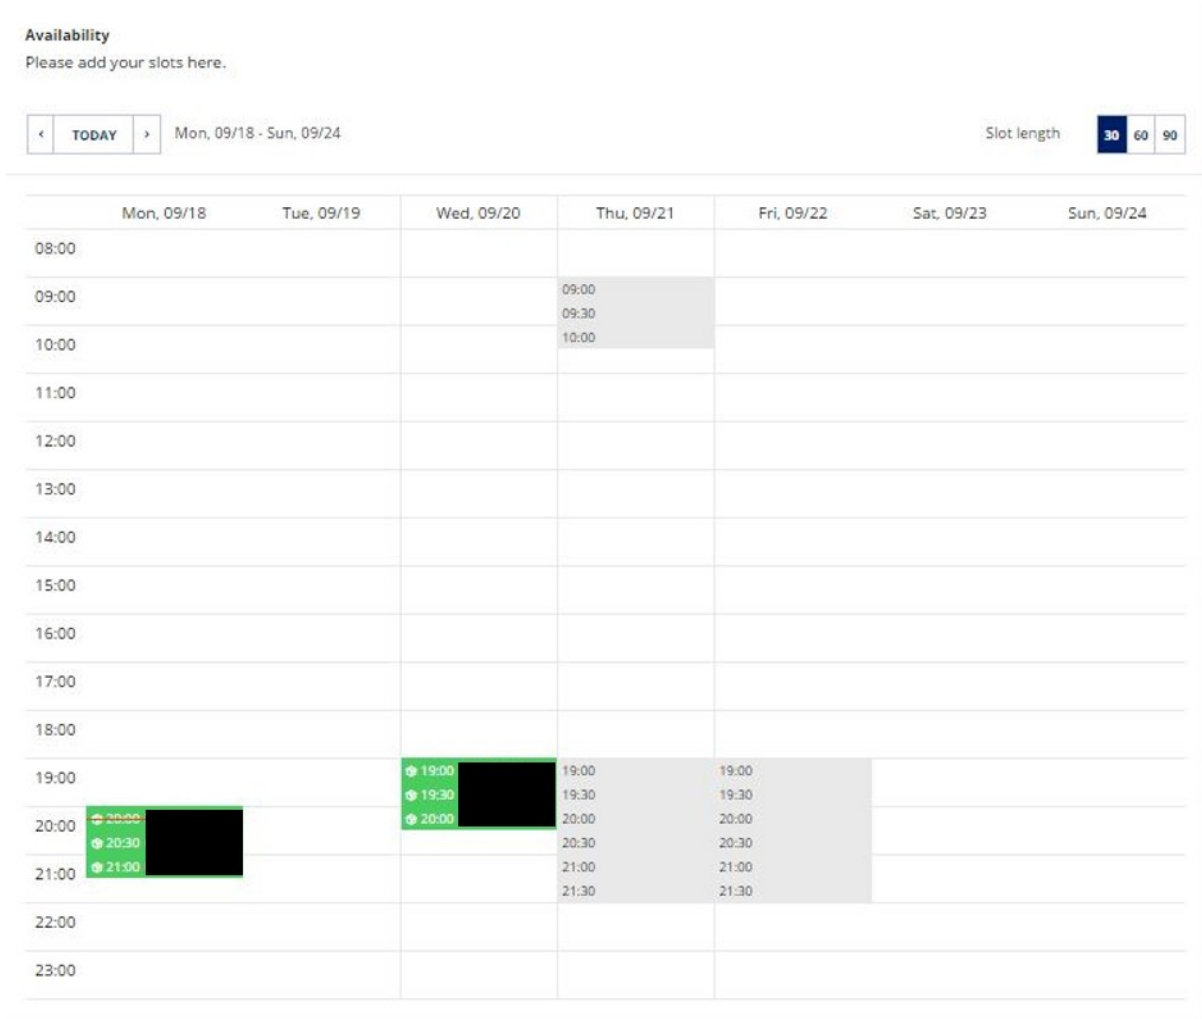 Availability
Please add your slots here.
‹ TODAY › Mon, 09/18 - Sun, 09/24 Slot length 30 60 90
Mon, 09/18 Tue, 09/19 Wed, 09/20 Thu, 09/21 Fri, 09/22 Sat, 09/23 Sun, 09/24
08:00
09:00 09:00
09:30
10:00 10:00
11:00
12:00
13:00
14:00
15:00
16:00
17:00
18:00
19:00 19:00 19:00 19:00
19:30 19:30 19:30
20:00 20:00 20:00 20:00 20:00
20:30 20:30 20:30
21:00 21:00 21:00 21:00
21:30 21:30
22:00
23:00